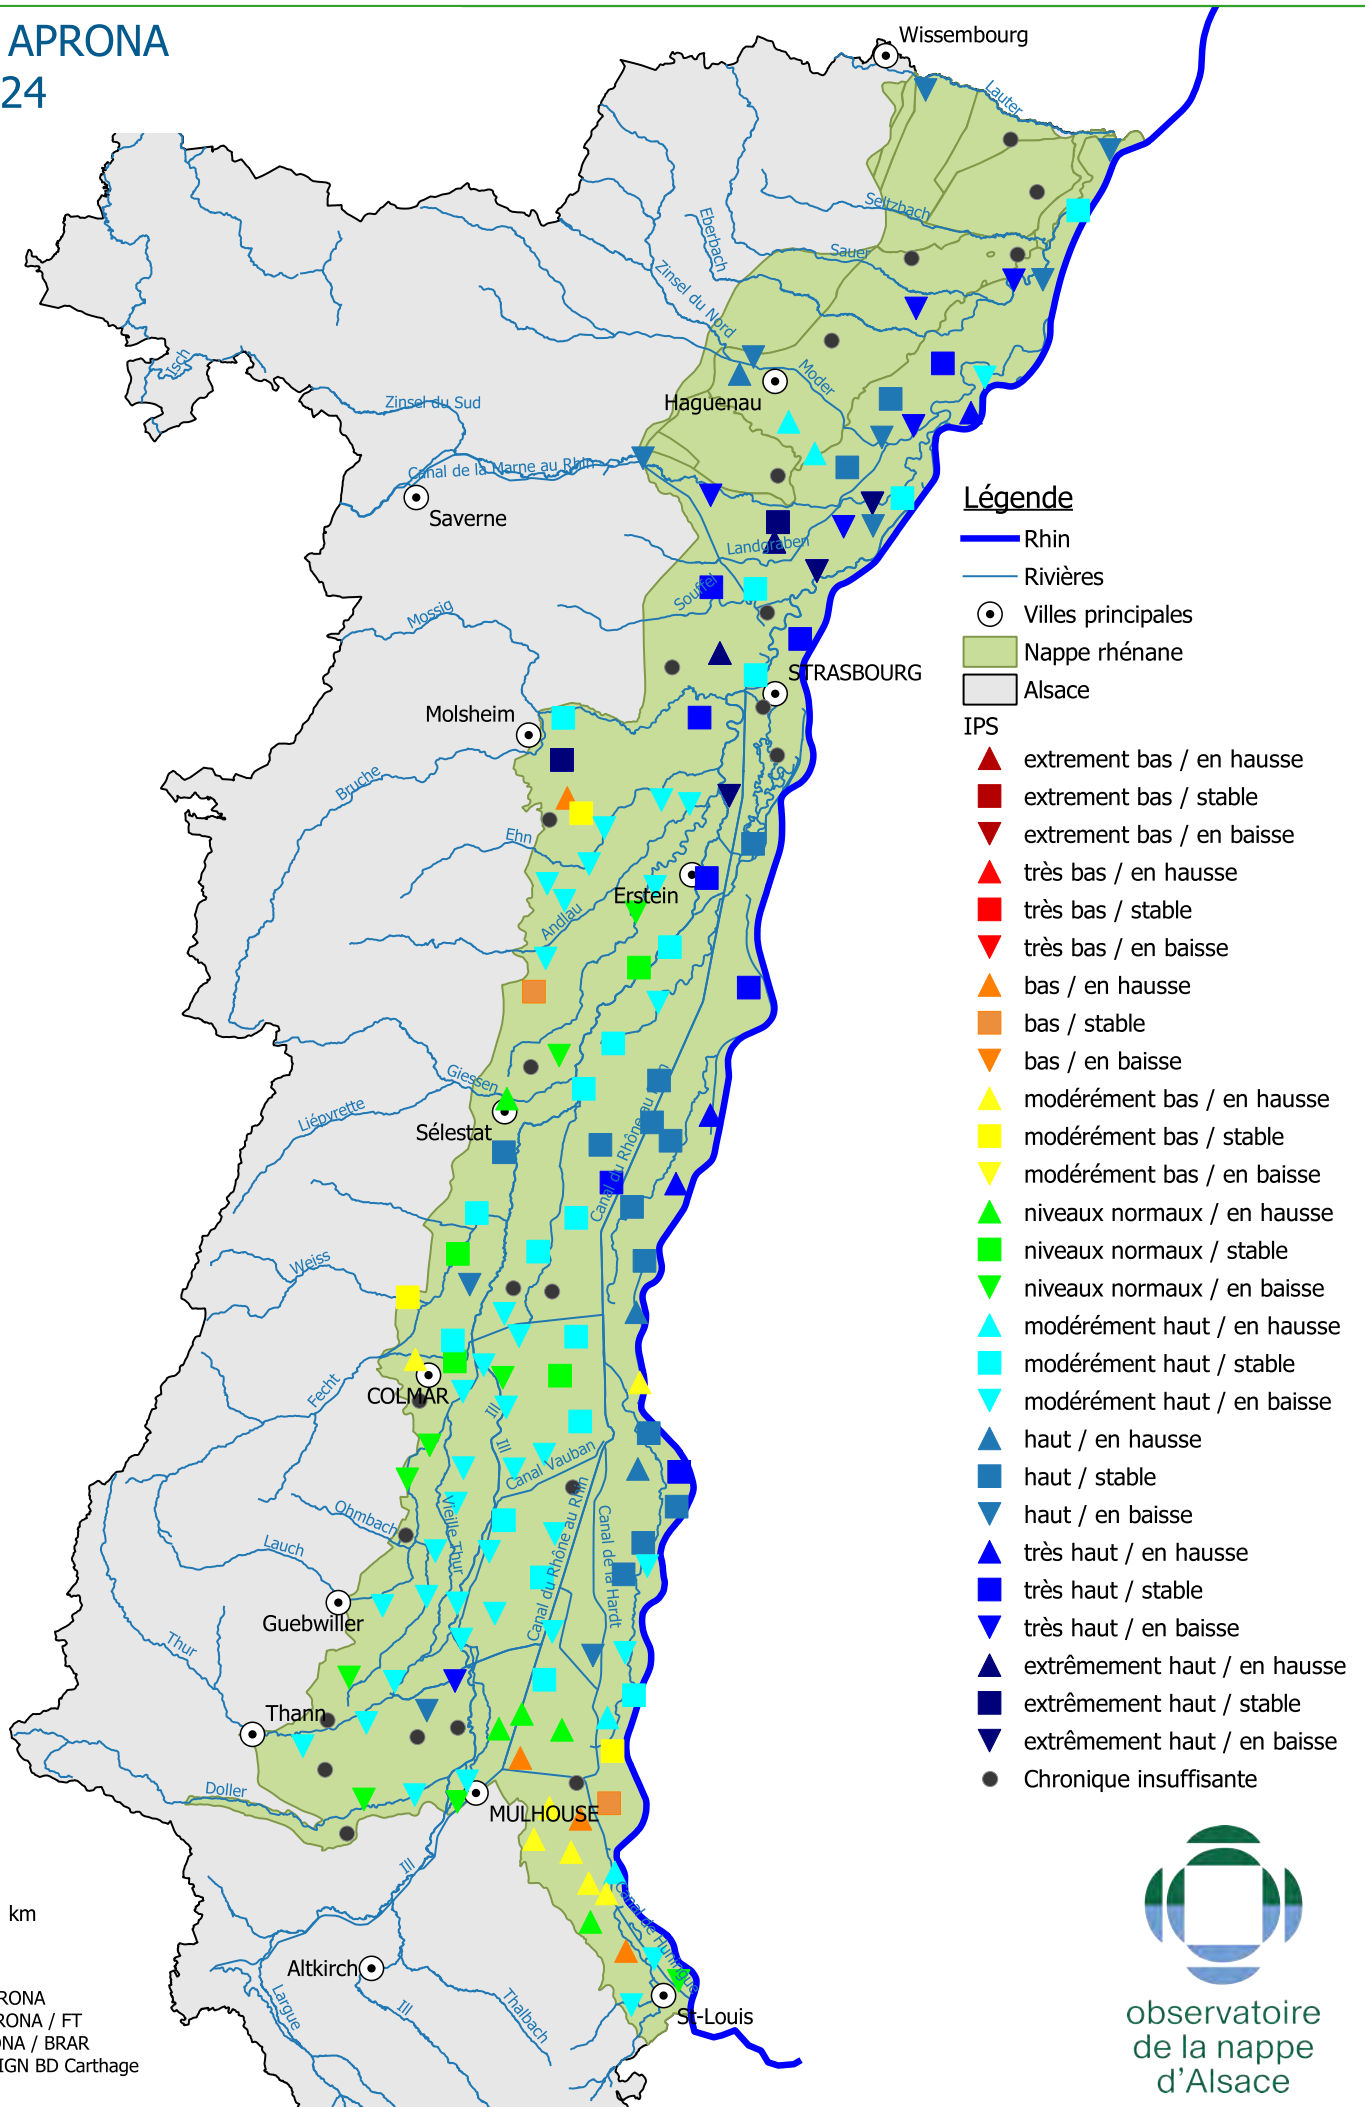 APRONA
24
Wissembourg
Lauter
Seltzbach
Eberbach
Sauer
Zinsel du Nord
Isch
Moder
Zinsel du Sud
Haguenau
Canal de la Marne au Rhin
Saverne
Landgraben
Souffel
Mossig
STRASBOURG
Molsheim
Bruche
Ehn
Erstein
Andlau
Giessen
Liépvrette
Sélestat
Canal du Rhône au
Weiss
Fecht
COLMAR
Ill
Ill
Canal Vauban
Vieille Thur
Ohmbach
Lauch
Canal du Rhône au Rhin
Canal de la Hardt
Guebwiller
Thur
Thann
Doller
MULHOUSE
Ill
Canal de Huningue
Altkirch
Largue
Ill
Thalbach
St-Louis
km
RONA
RONA / FT
ONA / BRAR
IGN BD Carthage
Légende
Rhin
Rivières
Villes principales
Nappe rhénane
Alsace
IPS
extrement bas / en hausse
extrement bas / stable
extrement bas / en baisse
très bas / en hausse
très bas / stable
très bas / en baisse
bas / en hausse
bas / stable
bas / en baisse
modérément bas / en hausse
modérément bas / stable
modérément bas / en baisse
niveaux normaux / en hausse
niveaux normaux / stable
niveaux normaux / en baisse
modérément haut / en hausse
modérément haut / stable
modérément haut / en baisse
haut / en hausse
haut / stable
haut / en baisse
très haut / en hausse
très haut / stable
très haut / en baisse
extrêmement haut / en hausse
extrêmement haut / stable
extrêmement haut / en baisse
Chronique insuffisante
observatoire
de la nappe
d'Alsace